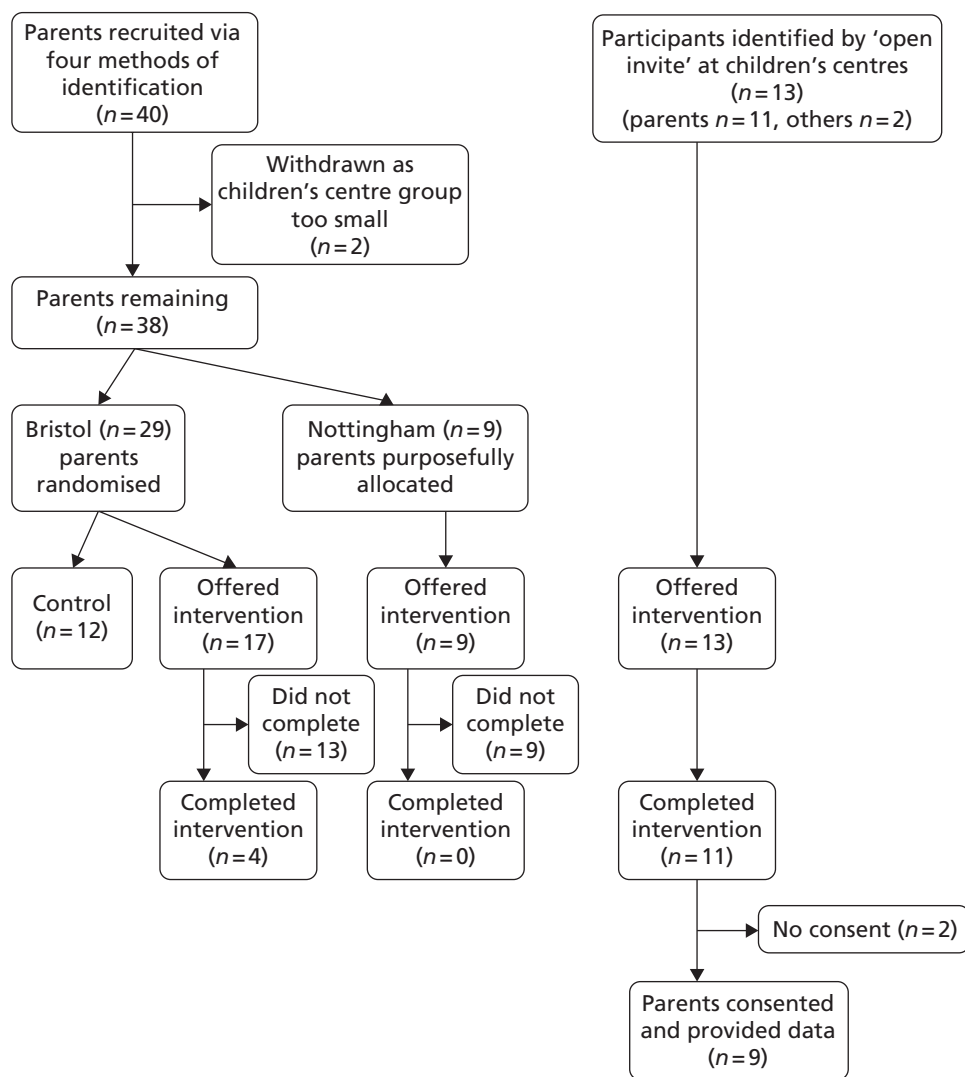 Parents recruited via
four methods of
identification
(n=40)
Participants identified by ‘open
invite’ at children’s centres
(n=13)
(parents n=11, others n=2)
Withdrawn as
children’s centre group
too small
(n=2)
Parents remaining
(n=38)
Bristol (n=29)
parents
randomised
Nottingham (n=9)
parents purposefully
allocated
Control
(n=12)
Offered
intervention
(n=17)
Offered
intervention
(n=9)
Offered
intervention
(n=13)
Did not
complete
(n=13)
Did not
complete
(n=9)
Completed
intervention
(n=4)
Completed
intervention
(n=0)
Completed
intervention
(n=11)
No consent (n=2)
Parents consented
and provided data
(n=9)